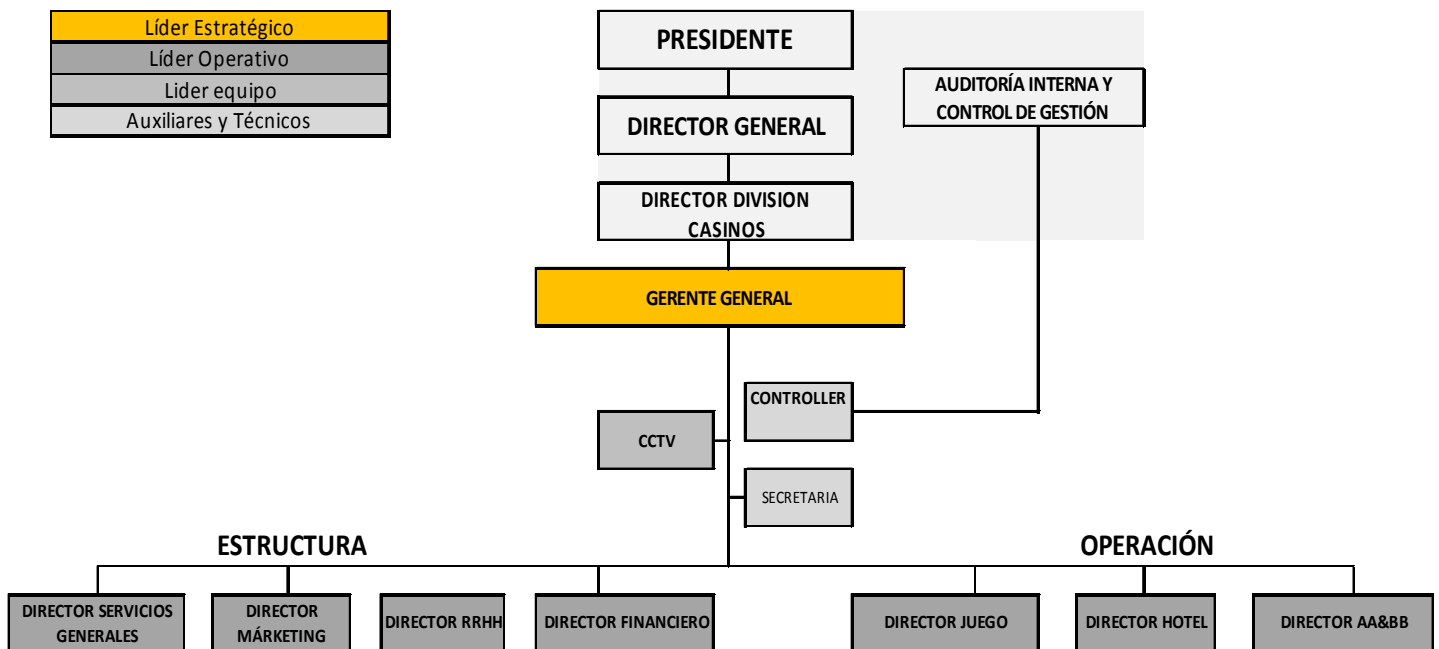 Líder Estratégico
Líder Operativo
Lider equipo
Auxiliares y Técnicos
PRESIDENTE
AUDITORÍA INTERNA Y
CONTROL DE GESTIÓN
DIRECTOR GENERAL
DIRECTOR DIVISION
CASINOS
GERENTE GENERAL
CONTROLLER
CCTV
SECRETARIA
ESTRUCTURA
OPERACIÓN
DIRECTOR SERVICIOS
GENERALES
DIRECTOR
MÁRKETING
DIRECTOR RRHH
DIRECTOR FINANCIERO
DIRECTOR JUEGO
DIRECTOR HOTEL
DIRECTOR AA&BB